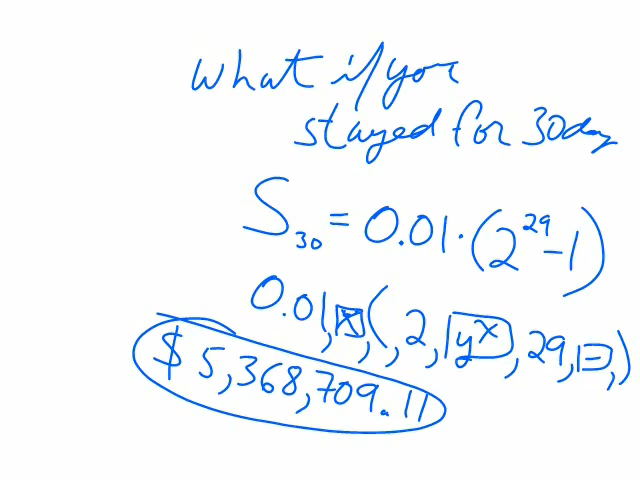 What if you
stayed for 30 day
S₃₀ = 0.01 · (2²⁹ - 1)
0.01, x, (, 2, yˣ, 29, =, )
$ 5,368,709.11